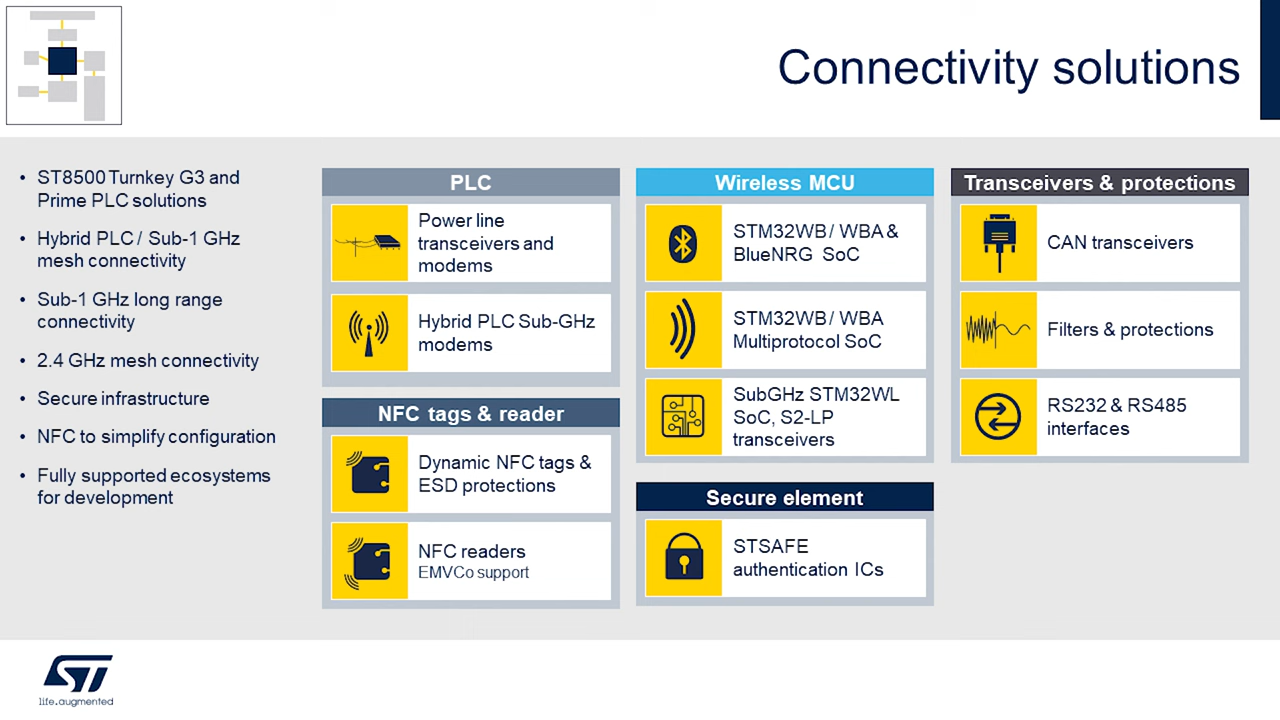 Connectivity solutions
• ST8500 Turnkey G3 and
Prime PLC solutions
• Hybrid PLC / Sub-1 GHz
mesh connectivity
• Sub-1 GHz long range
connectivity
• 2.4 GHz mesh connectivity
• Secure infrastructure
• NFC to simplify configuration
• Fully supported ecosystems
for development
PLC
Power line
transceivers and
modems
Hybrid PLC Sub-GHz
modems
NFC tags & reader
Dynamic NFC tags &
ESD protections
NFC readers
EMVCo support
Wireless MCU
STM32WB / WBA &
BlueNRG SoC
STM32WB / WBA
Multiprotocol SoC
SubGHz STM32WL
SoC, S2-LP
transceivers
Secure element
STSAFE
authentication ICs
Transceivers & protections
CAN transceivers
Filters & protections
RS232 & RS485
interfaces
ST
life.augmented